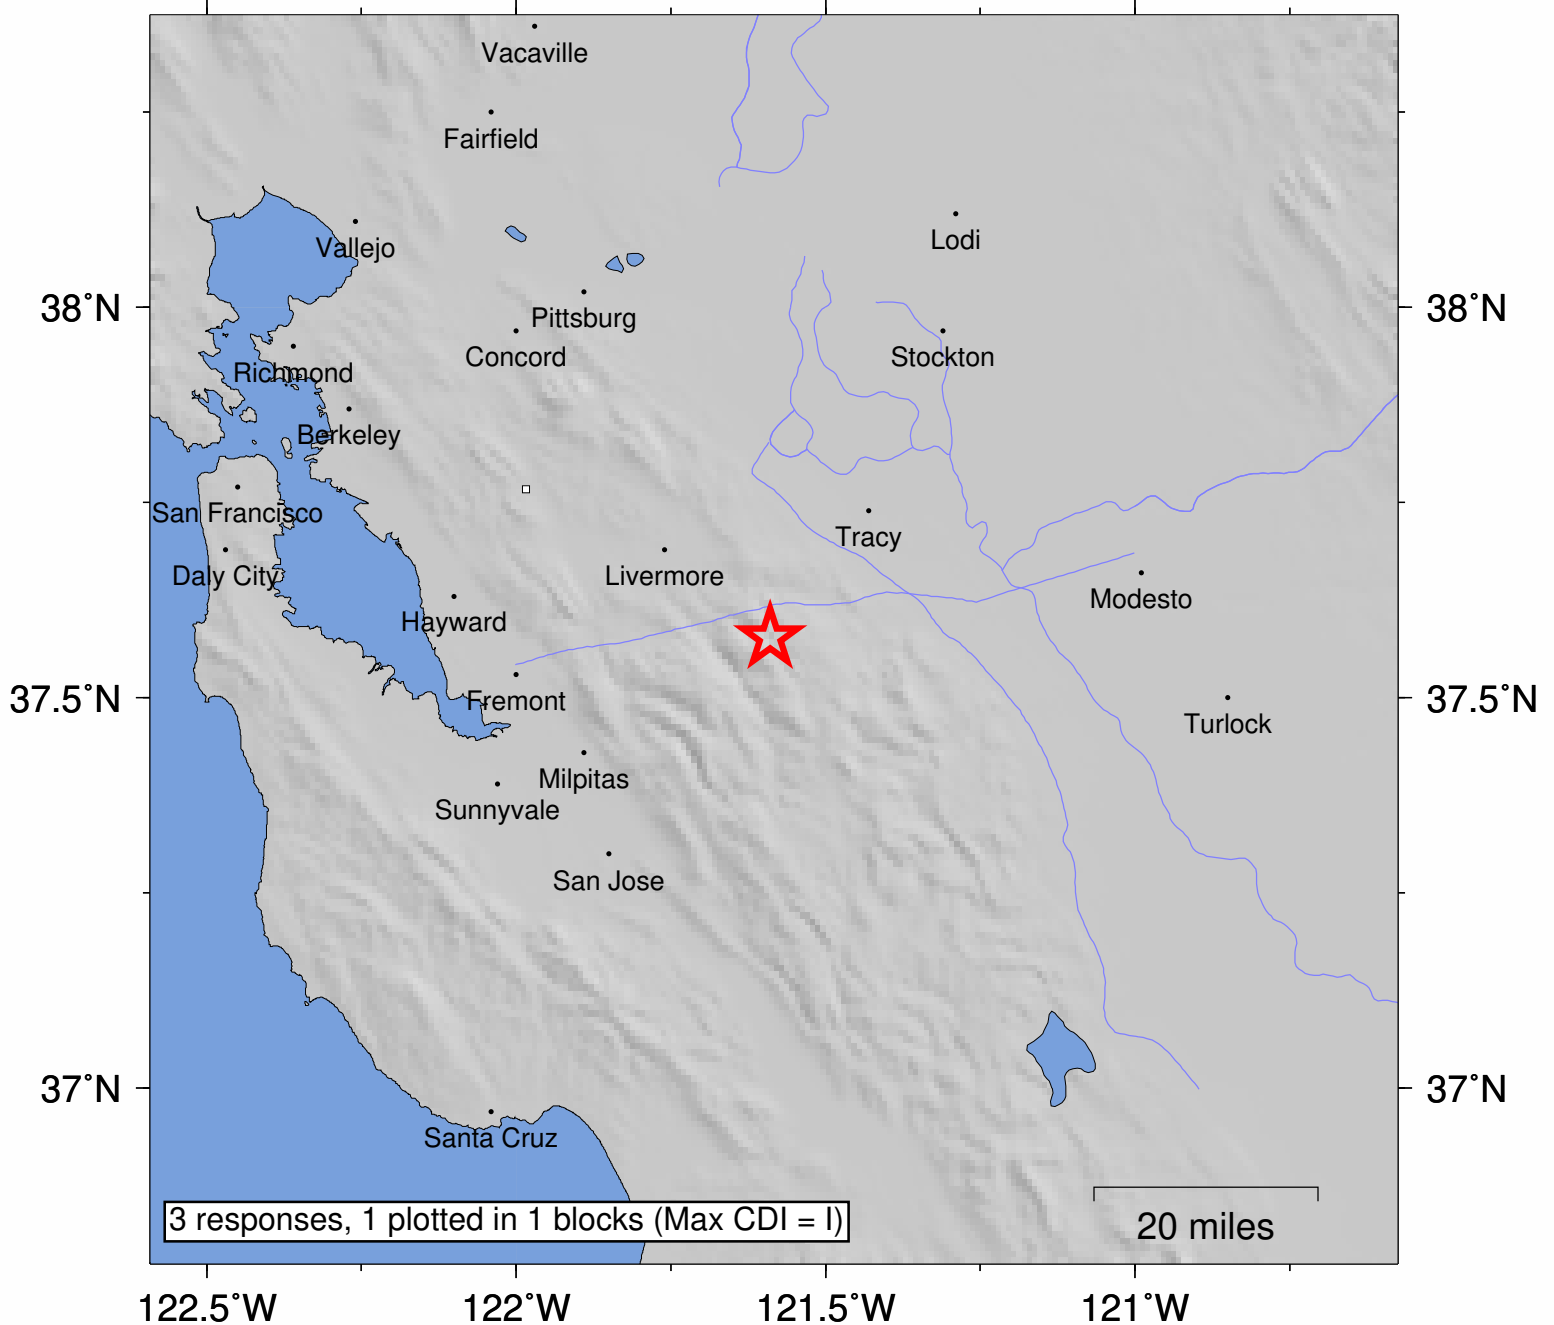 Vacaville
Fairfield
Lodi
Vallejo
38˚N
38˚N
Pittsburg
Concord
Stockton
Richmond
Berkeley
San Francisco
Tracy
Daly City
Livermore
Modesto
Hayward
37.5˚N
Fremont
37.5˚N
Turlock
Milpitas
Sunnyvale
San Jose
37˚N
37˚N
Santa Cruz
3 responses, 1 plotted in 1 blocks (Max CDI = I)
20 miles
122.5˚W
122˚W
121.5˚W
121˚W